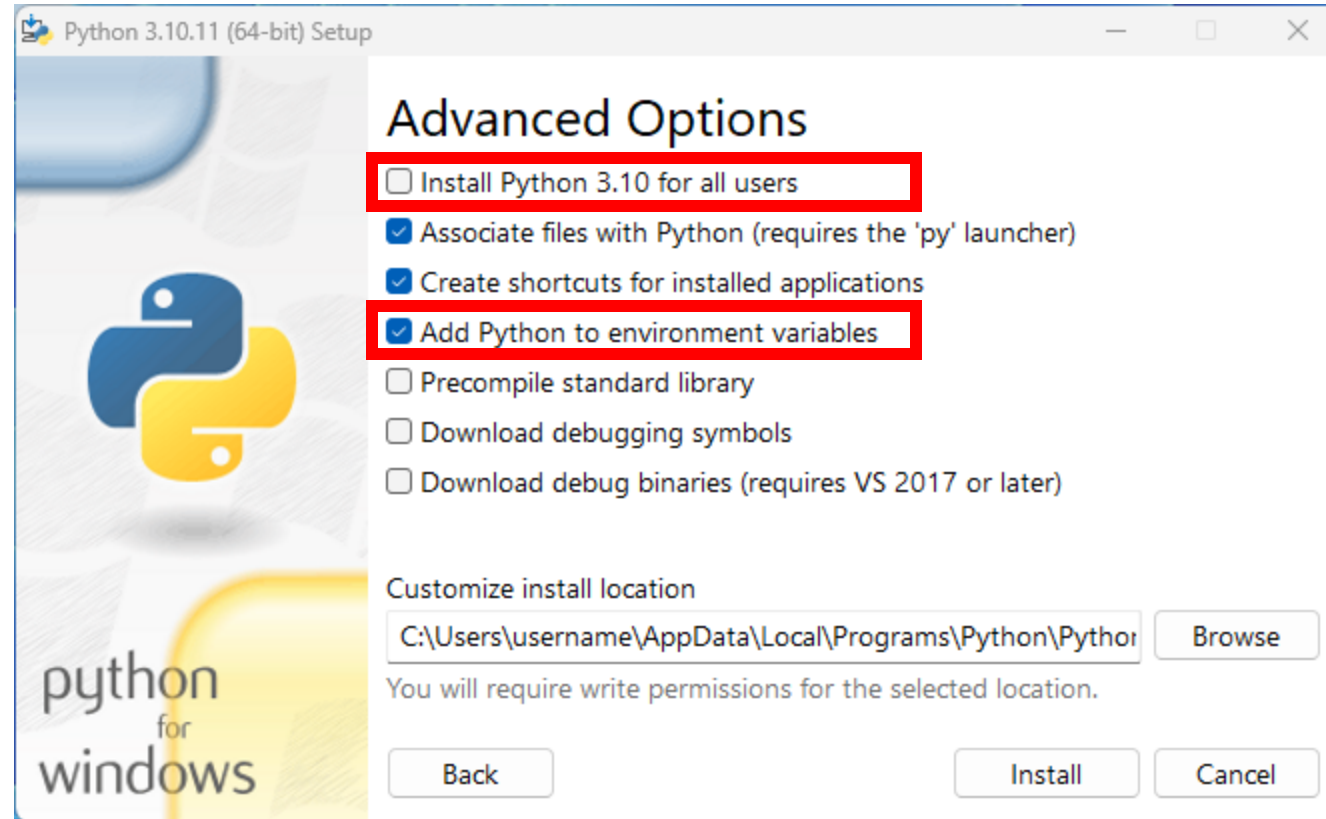 Python 3.10.11 (64-bit) Setup
Advanced Options
Install Python 3.10 for all users
Associate files with Python (requires the 'py' launcher)
Create shortcuts for installed applications
Add Python to environment variables
Precompile standard library
Download debugging symbols
Download debug binaries (requires VS 2017 or later)
Customize install location
C:\Users\username\AppData\Local\Programs\Python\Pythor
Browse
You will require write permissions for the selected location.
python
for
windows
Back
Install
Cancel